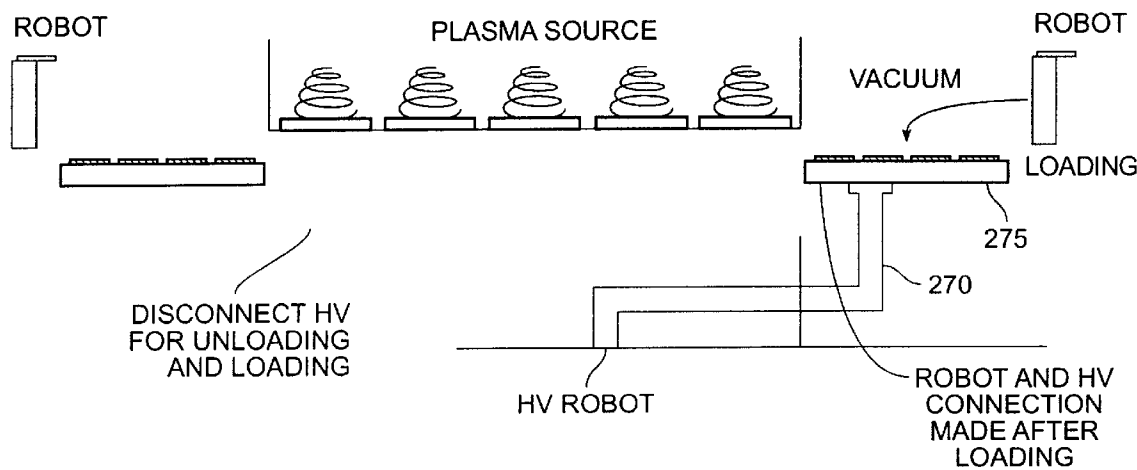 ROBOT
PLASMA SOURCE
ROBOT
VACUUM
LOADING
275
270
DISCONNECT HV
FOR UNLOADING
AND LOADING
HV ROBOT
ROBOT AND HV
CONNECTION
MADE AFTER
LOADING